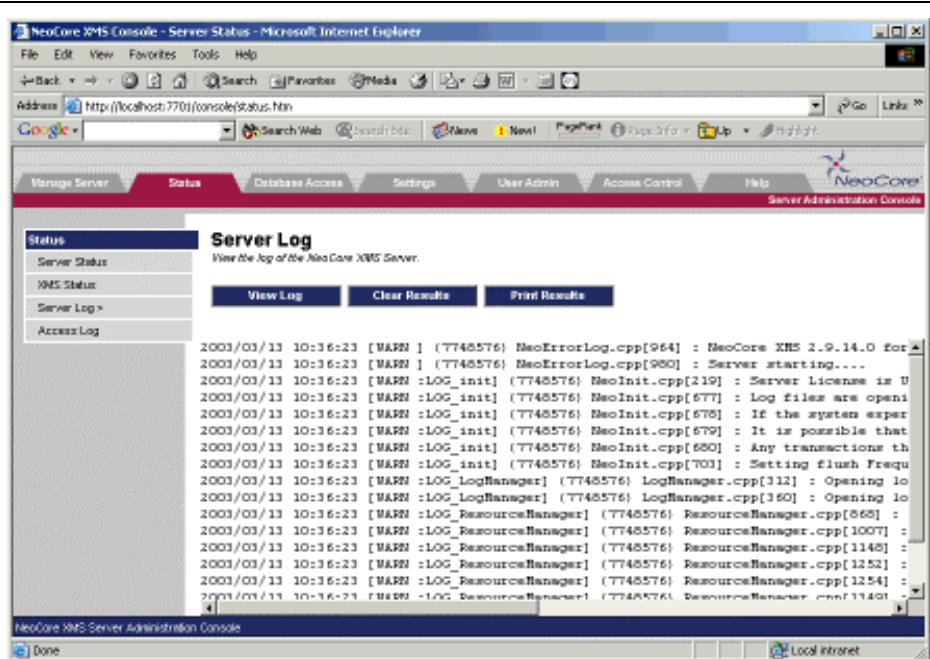 NeoCore XMS Console - Server Status - Microsoft Internet Explorer
File Edit View Favorites Tools Help
Back Search Favorites Media
Address http://localhost:7701/console/status.htm Go Links »
Google Search Web Search Site News New! PageRank Page Info Up Highlight
Manage Server Status Database Access Settings User Admin Access Control Help NeoCore
Server Administration Console
Status
Server Status
XMS Status
Server Log >
Access Log
Server Log
View the log of the NeoCore XMS Server.
View Log Clear Results Print Results
2003/03/13 10:36:23 [WARN ] (7748576) NeoErrorLog.cpp[964] : NeoCore XMS 2.9.14.0 for
2003/03/13 10:36:23 [WARN ] (7748576) NeoErrorLog.cpp[980] : Server starting....
2003/03/13 10:36:23 [WARN :LOG_init] (7748576) NeoInit.cpp[219] : Server License is U
2003/03/13 10:36:23 [WARN :LOG_init] (7748576) NeoInit.cpp[677] : Log files are openi
2003/03/13 10:36:23 [WARN :LOG_init] (7748576) NeoInit.cpp[678] : If the system exper
2003/03/13 10:36:23 [WARN :LOG_init] (7748576) NeoInit.cpp[679] : It is possible that
2003/03/13 10:36:23 [WARN :LOG_init] (7748576) NeoInit.cpp[680] : Any transactions th
2003/03/13 10:36:23 [WARN :LOG_init] (7748576) NeoInit.cpp[703] : Setting flush Frequ
2003/03/13 10:36:23 [WARN :LOG_LogManager] (7748576) LogManager.cpp[312] : Opening lo
2003/03/13 10:36:23 [WARN :LOG_LogManager] (7748576) LogManager.cpp[360] : Opening lo
2003/03/13 10:36:23 [WARN :LOG_ResourceManager] (7748576) ResourceManager.cpp[868] :
2003/03/13 10:36:23 [WARN :LOG_ResourceManager] (7748576) ResourceManager.cpp[1007] :
2003/03/13 10:36:23 [WARN :LOG_ResourceManager] (7748576) ResourceManager.cpp[1148] :
2003/03/13 10:36:23 [WARN :LOG_ResourceManager] (7748576) ResourceManager.cpp[1252] :
2003/03/13 10:36:23 [WARN :LOG_ResourceManager] (7748576) ResourceManager.cpp[1254] :
2003/03/13 10:36:23 [WARN :LOG_ResourceManager] (7748576) ResourceManager.cpp[1149] :
NeoCore XMS Server Administration Console
Done Local intranet